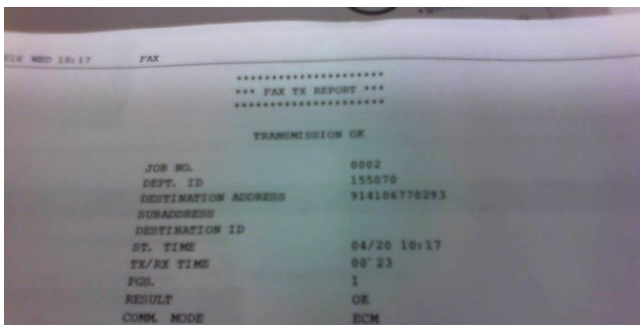 WED 10:17 FAX
*********************
*** FAX TX REPORT ***
*********************
TRANSMISSION OK
JOB NO. 0002
DEPT. ID 155070
DESTINATION ADDRESS 914106770293
SUBADDRESS
DESTINATION ID
ST. TIME 04/20 10:17
TX/RX TIME 00'23
PGS. 1
RESULT OK
COMM. MODE ECM